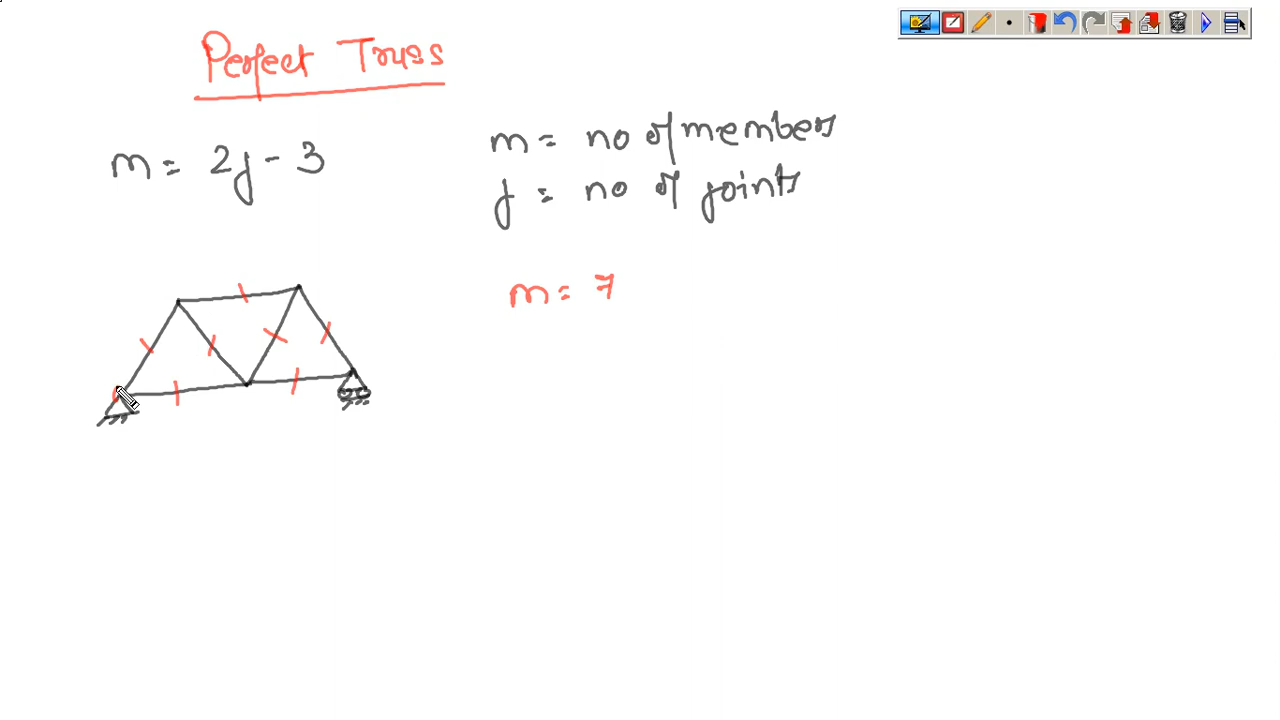 Perfect Truss
m = 2j - 3
m = no of members
j = no of joints
m = 7